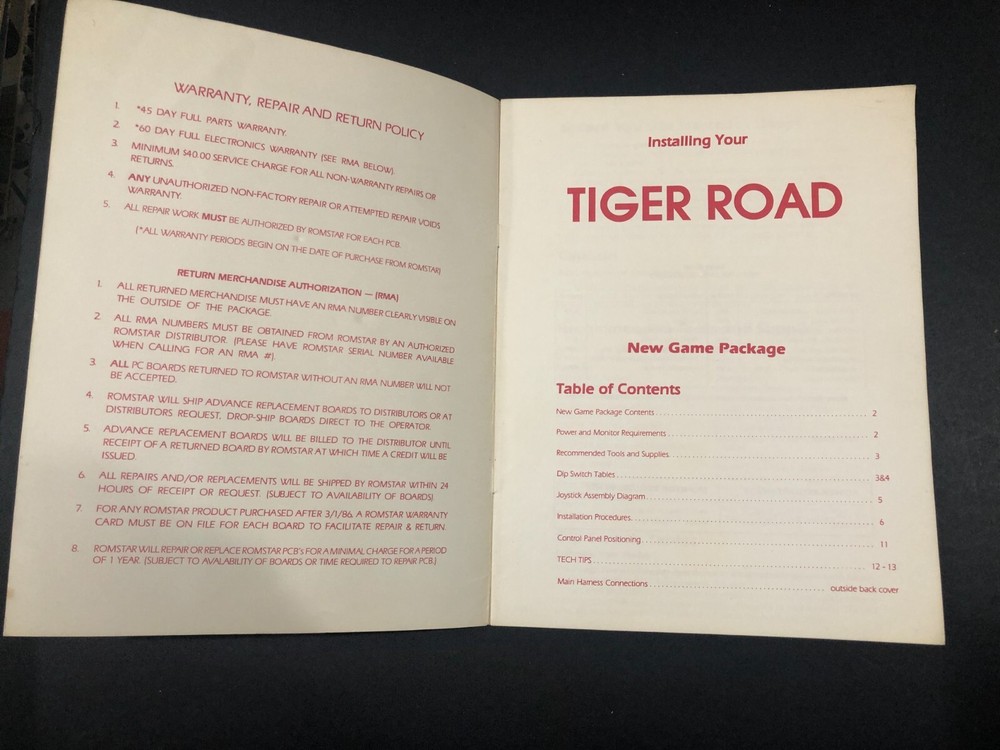 WARRANTY, REPAIR AND RETURN POLICY
1. *45 DAY FULL PARTS WARRANTY.
2. *60 DAY FULL ELECTRONICS WARRANTY (SEE RMA BELOW).
3. MINIMUM $40.00 SERVICE CHARGE FOR ALL NON-WARRANTY REPAIRS OR
RETURNS.
4. ANY UNAUTHORIZED NON-FACTORY REPAIR OR ATTEMPTED REPAIR VOIDS
WARRANTY.
5. ALL REPAIR WORK MUST BE AUTHORIZED BY ROMSTAR FOR EACH PCB.
(*ALL WARRANTY PERIODS BEGIN ON THE DATE OF PURCHASE FROM ROMSTAR)
RETURN MERCHANDISE AUTHORIZATION — (RMA)
1. ALL RETURNED MERCHANDISE MUST HAVE AN RMA NUMBER CLEARLY VISIBLE ON
THE OUTSIDE OF THE PACKAGE.
2. ALL RMA NUMBERS MUST BE OBTAINED FROM ROMSTAR BY AN AUTHORIZED
ROMSTAR DISTRIBUTOR. (PLEASE HAVE ROMSTAR SERIAL NUMBER AVAILABLE
WHEN CALLING FOR AN RMA #).
3. ALL PC BOARDS RETURNED TO ROMSTAR WITHOUT AN RMA NUMBER WILL NOT
BE ACCEPTED.
4. ROMSTAR WILL SHIP ADVANCE REPLACEMENT BOARDS TO DISTRIBUTORS OR AT
DISTRIBUTORS REQUEST, DROP-SHIP BOARDS DIRECT TO THE OPERATOR.
5. ADVANCE REPLACEMENT BOARDS WILL BE BILLED TO THE DISTRIBUTOR UNTIL
RECEIPT OF A RETURNED BOARD BY ROMSTAR AT WHICH TIME A CREDIT WILL BE
ISSUED.
6. ALL REPAIRS AND/OR REPLACEMENTS WILL BE SHIPPED BY ROMSTAR WITHIN 24
HOURS OF RECEIPT OR REQUEST. (SUBJECT TO AVAILABILITY OF BOARDS)
7. FOR ANY ROMSTAR PRODUCT PURCHASED AFTER 3/1/86, A ROMSTAR WARRANTY
CARD MUST BE ON FILE FOR EACH BOARD TO FACILITATE REPAIR & RETURN.
8. ROMSTAR WILL REPAIR OR REPLACE ROMSTAR PCB's FOR A MINIMAL CHARGE FOR A PERIOD
OF 1 YEAR. (SUBJECT TO AVALABILITY OF BOARDS OR TIME REQUIRED TO REPAIR PCB.)
Installing Your
TIGER ROAD
New Game Package
Table of Contents
New Game Package Contents 2
Power and Monitor Requirements 2
Recommended Tools and Supplies 3
Dip Switch Tables 3&4
Joystick Assembly Diagram 5
Installation Procedures 6
Control Panel Positioning 11
TECH TIPS 12 - 13
Main Harness Connections outside back cover